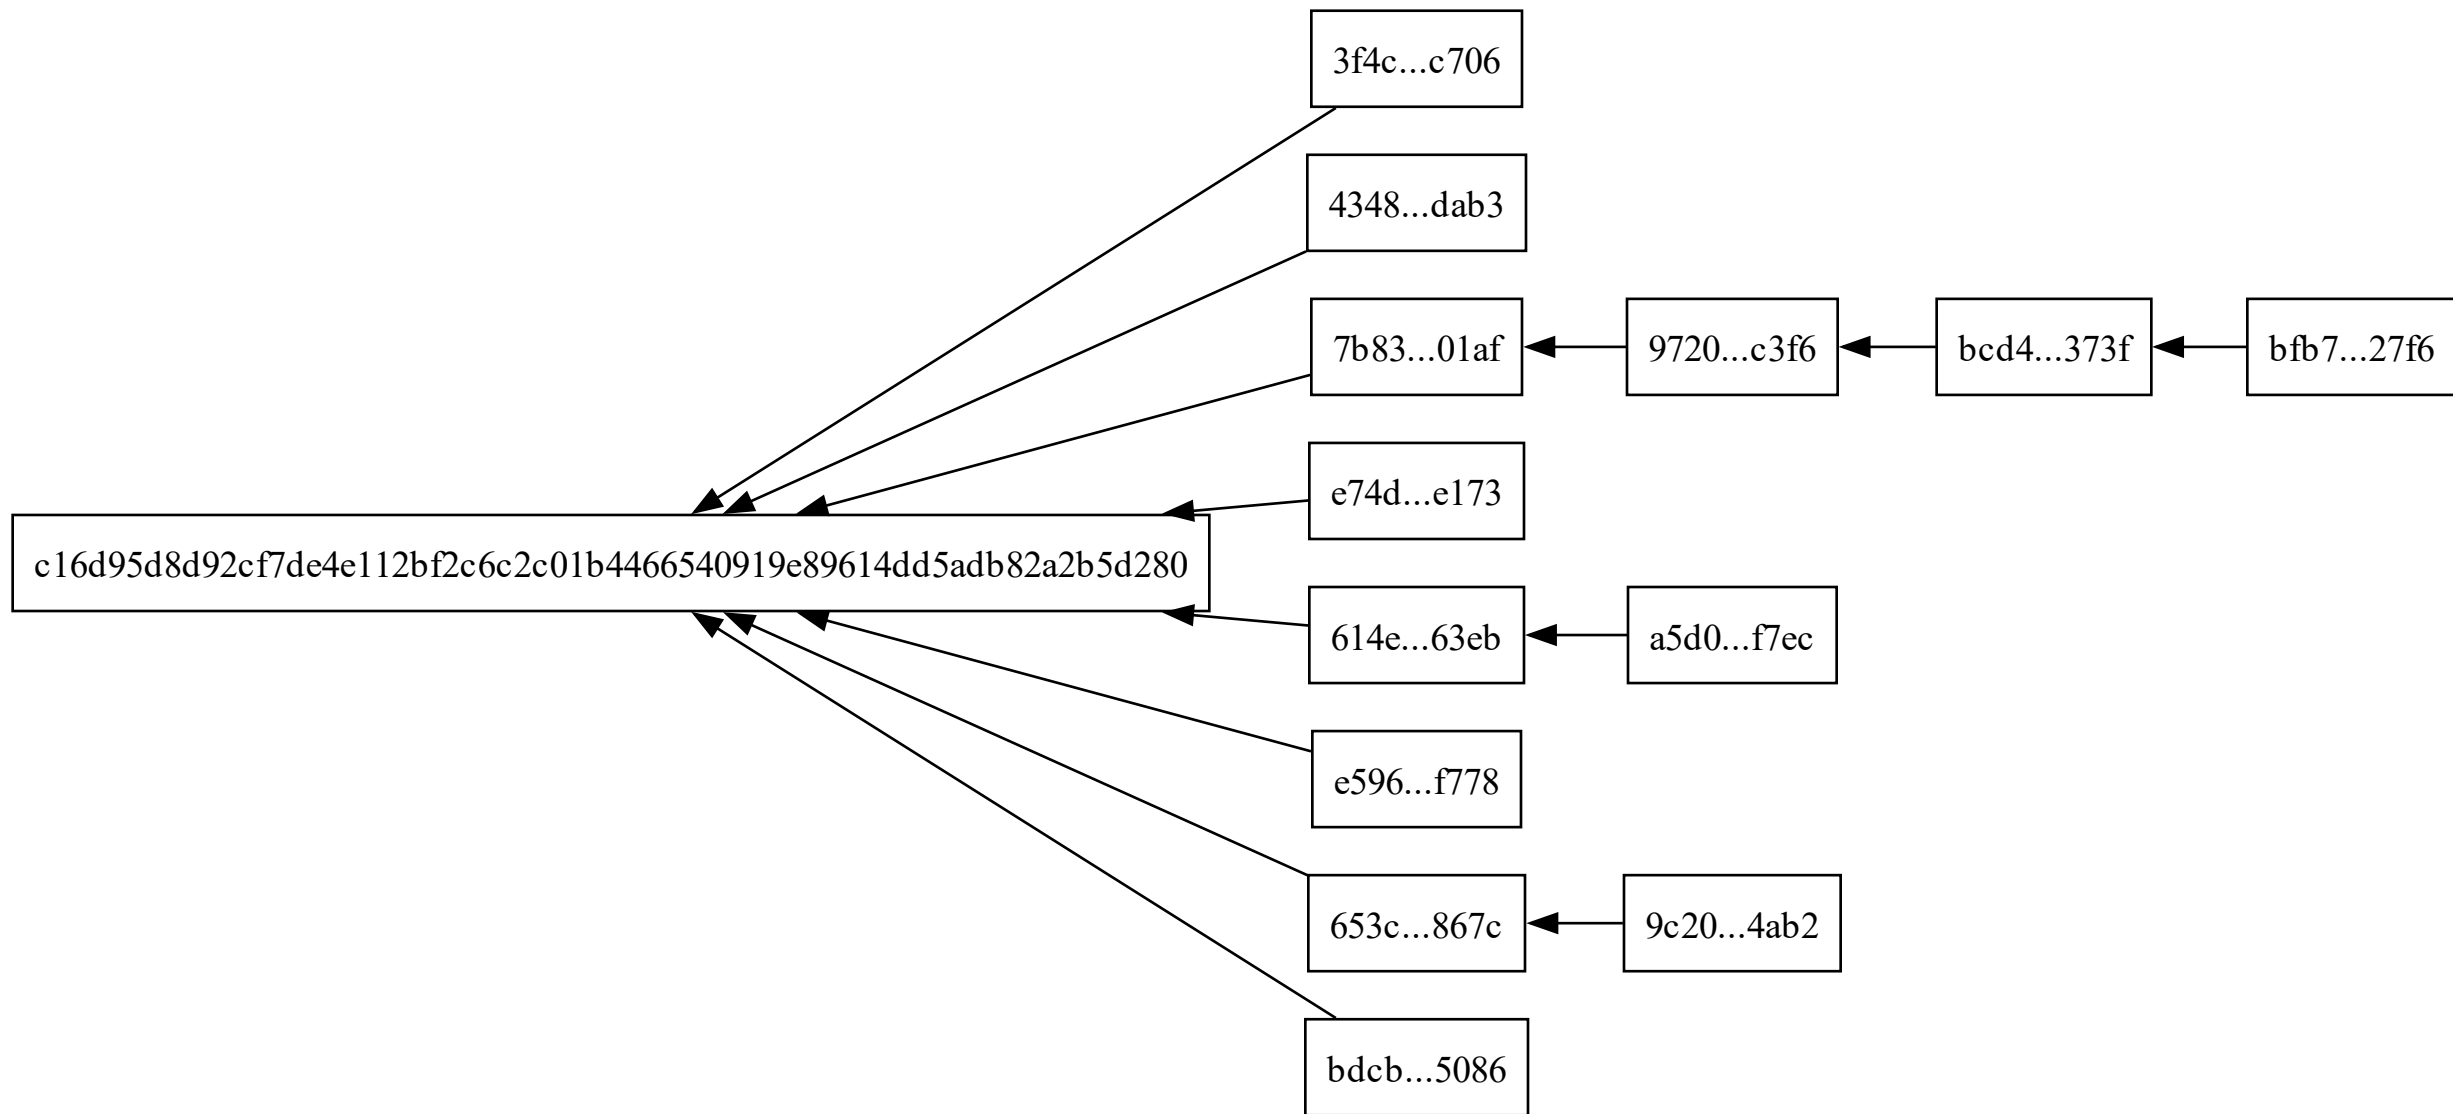 3f4c...c706
4348...dab3
7b83...01af
9720...c3f6
bcd4...373f
bfb7...27f6
e74d...e173
c16d95d8d92cf7de4e112bf2c6c2c01b4466540919e89614dd5adb82a2b5d280
614e...63eb
a5d0...f7ec
e596...f778
653c...867c
9c20...4ab2
bdcb...5086